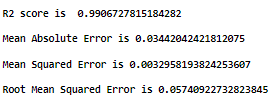 R2 score is  0.9906727815184282
Mean Absolute Error is 0.03442042421812075
Mean Squared Error is 0.0032958193824253607
Root Mean Squared Error is 0.05740922732823845